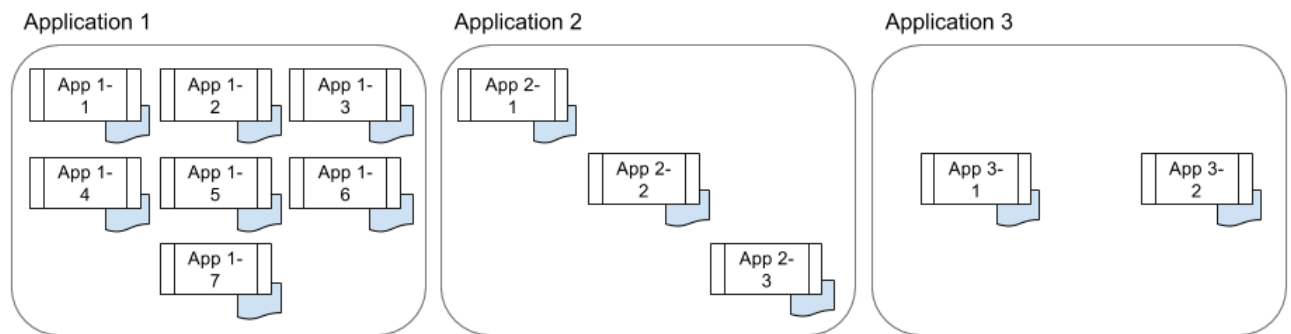 Application 1
Application 2
Application 3
App 1-
1
App 1-
2
App 1-
3
App 1-
4
App 1-
5
App 1-
6
App 1-
7
App 2-
1
App 2-
2
App 2-
3
App 3-
1
App 3-
2